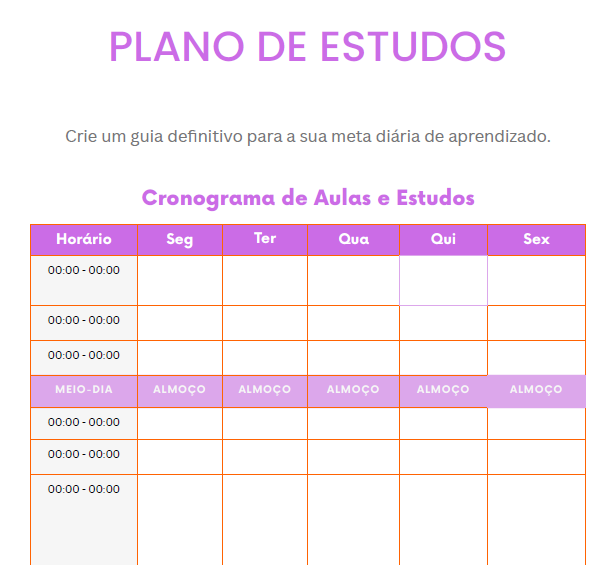 PLANO DE ESTUDOS
Crie um guia definitivo para a sua meta diária de aprendizado.
Cronograma de Aulas e Estudos
Horário Seg Ter Qua Qui Sex
00:00 - 00:00
00:00 - 00:00
00:00 - 00:00
MEIO-DIA ALMOÇO ALMOÇO ALMOÇO ALMOÇO ALMOÇO
00:00 - 00:00
00:00 - 00:00
00:00 - 00:00